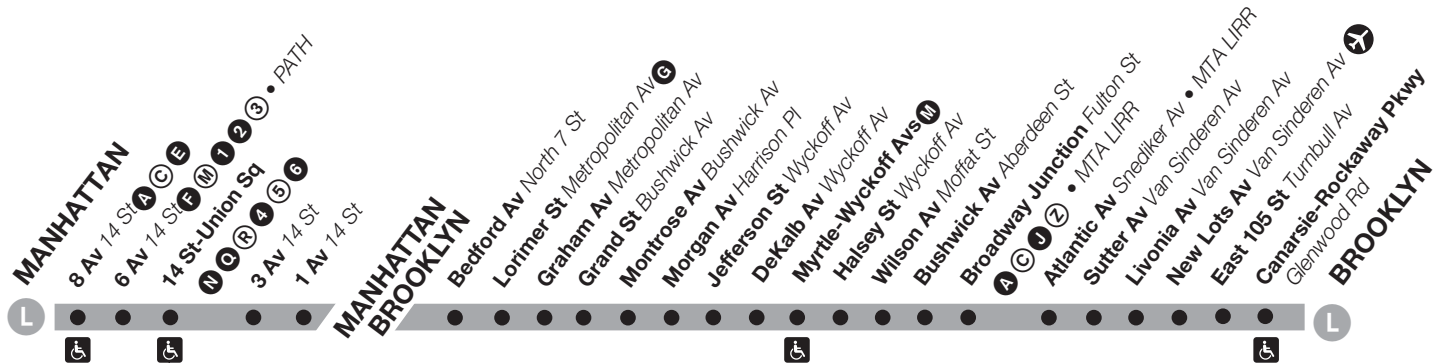 L
MANHATTAN
8 Av 14 St A C E
6 Av 14 St F M 1 2 3 • PATH
14 St-Union Sq
N Q R 4 5 6
3 Av 14 St
1 Av 14 St
MANHATTAN
BROOKLYN
Bedford Av North 7 St
Lorimer St Metropolitan Av G
Graham Av Metropolitan Av
Grand St Bushwick Av
Montrose Av Bushwick Av
Morgan Av Harrison Pl
Jefferson St Wyckoff Av
DeKalb Av Wyckoff Av
Myrtle-Wyckoff Avs M
Halsey St Wyckoff Av
Wilson Av Moffat St
Bushwick Av Aberdeen St
Broadway Junction Fulton St
A C J Z • MTA LIRR
Atlantic Av Snediker Av • MTA LIRR
Sutter Av Van Sinderen Av
Livonia Av Van Sinderen Av
New Lots Av Van Sinderen Av
East 105 St Turnbull Av
Canarsie-Rockaway Pkwy
Glenwood Rd
BROOKLYN
L